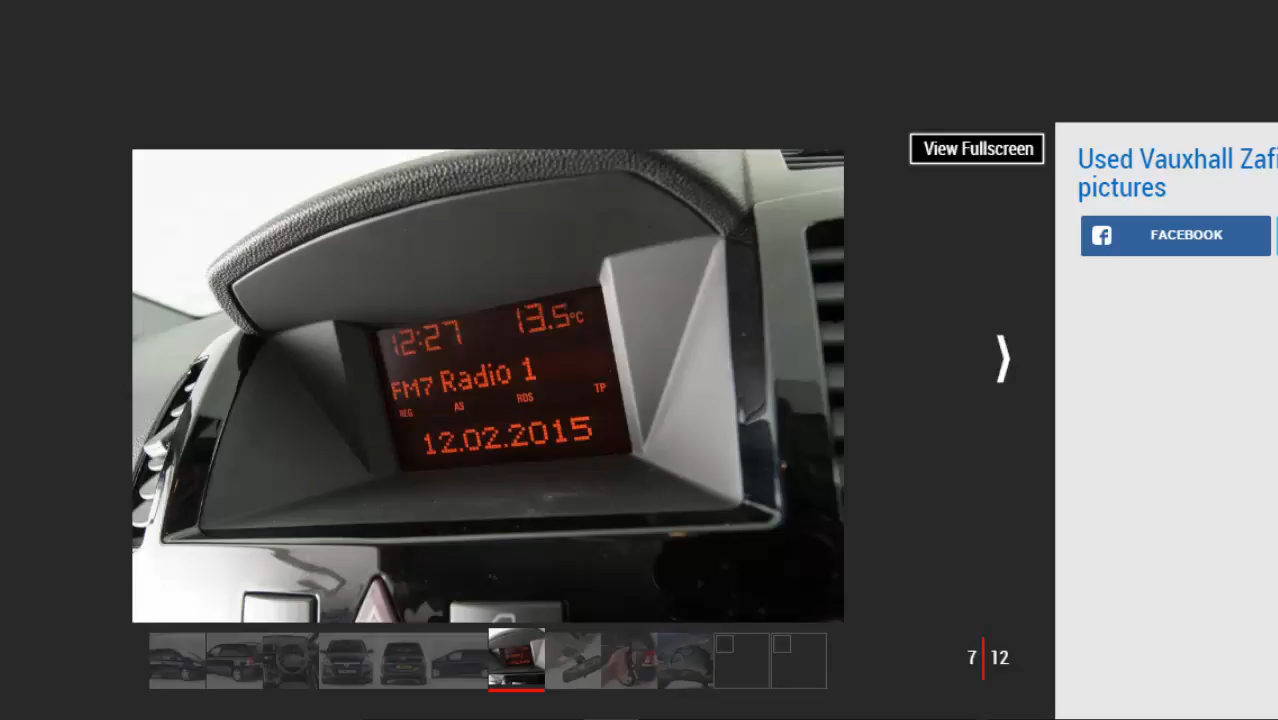 View Fullscreen
Used Vauxhall Zafi
pictures
FACEBOOK
12:27 13.5°C
FM7 Radio 1
REG AS RDS TP
12.02.2015
7 12